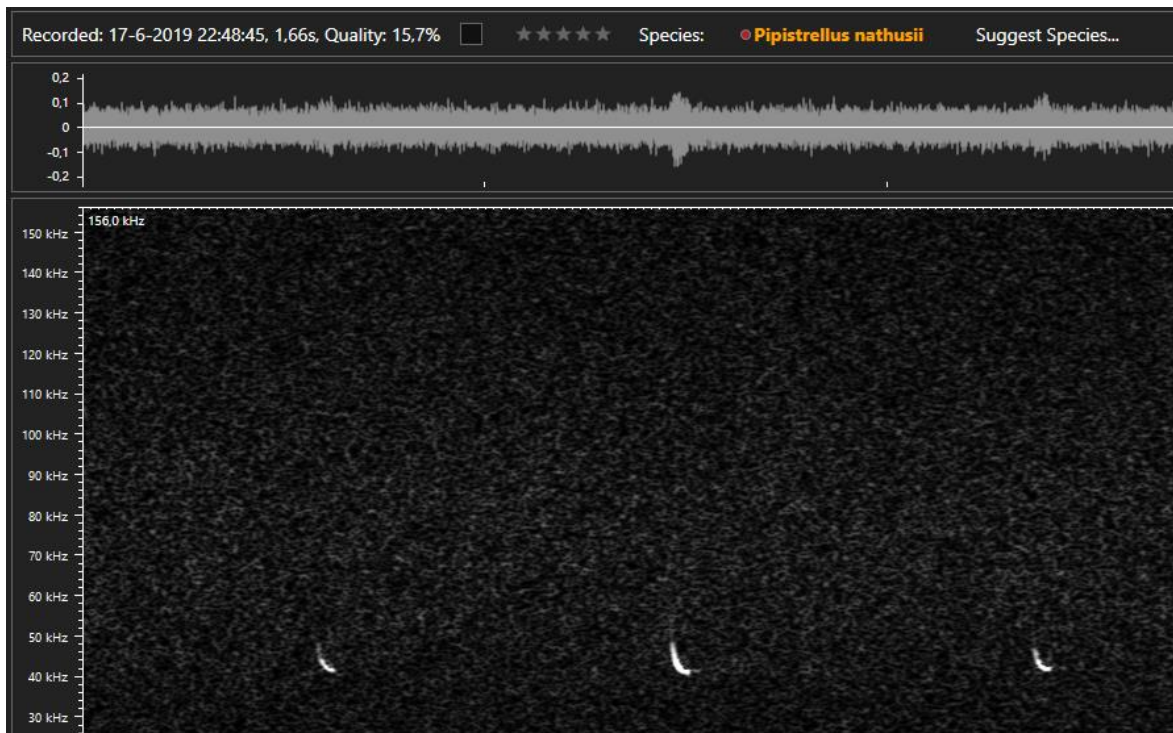 Recorded: 17-6-2019 22:48:45, 1,66s, Quality: 15,7% ★★★★★ Species: Pipistrellus nathusii Suggest Species...
0,2
0,1
0
-0,1
-0,2
156,0 kHz
150 kHz
140 kHz
130 kHz
120 kHz
110 kHz
100 kHz
90 kHz
80 kHz
70 kHz
60 kHz
50 kHz
40 kHz
30 kHz